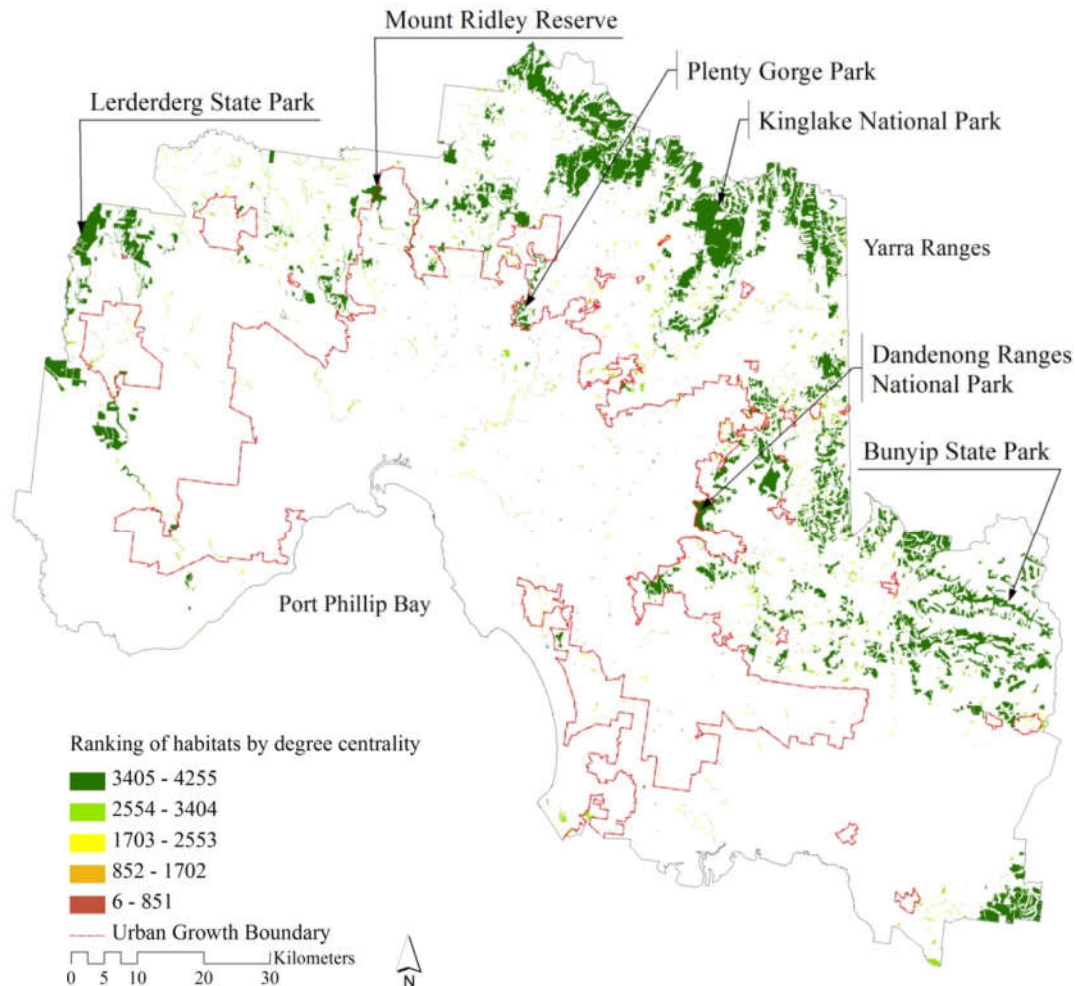 Mount Ridley Reserve
Plenty Gorge Park
Lerderderg State Park
Kinglake National Park
Yarra Ranges
Dandenong Ranges
National Park
Bunyip State Park
Port Phillip Bay
Ranking of habitats by degree centrality
3405 - 4255
2554 - 3404
1703 - 2553
852 - 1702
6 - 851
Urban Growth Boundary
Kilometers
0 5 10 20 30
N